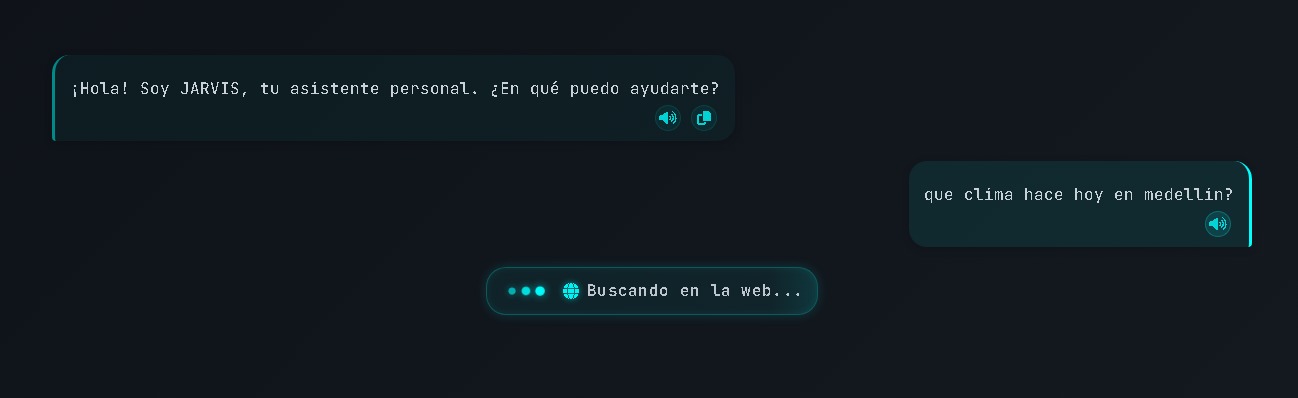 ¡Hola! Soy JARVIS, tu asistente personal. ¿En qué puedo ayudarte?
que clima hace hoy en medellin?
Buscando en la web...